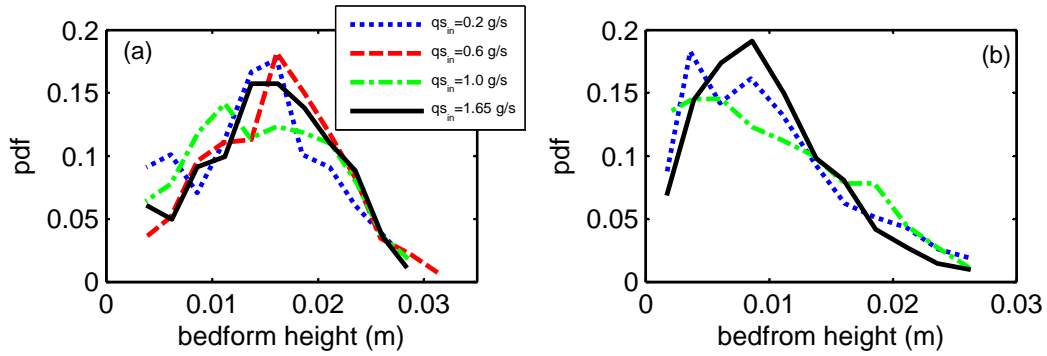 (a)
qs_in=0.2 g/s
qs_in=0.6 g/s
qs_in=1.0 g/s
qs_in=1.65 g/s
0.2
0.15
0.1
0.05
0
pdf
0
0.01
0.02
0.03
bedform height (m)
(b)
0.2
0.15
0.1
0.05
0
pdf
0
0.01
0.02
0.03
bedfrom height (m)